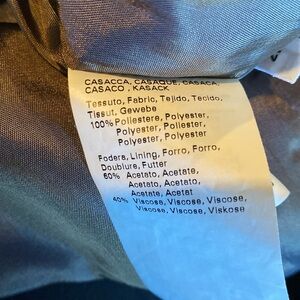 CASACCA, CASAQUE, CASACA,
CASACO , KASACK
Tessuto, Fabric, Tejido, Tecido,
Tissut, Gewebe
100% Poliestere, Polyester,
Polyester, Poliester,
Polyester, Polyester
Fodera, Lining, Forro, Forro,
Doublure, Futter
60% Acetato, Acetate,
Acetato, Acetato,
Acetate, Acetat
40% Viscosa, Viscose, Viscose,
Viscose, Viscose, Viskose